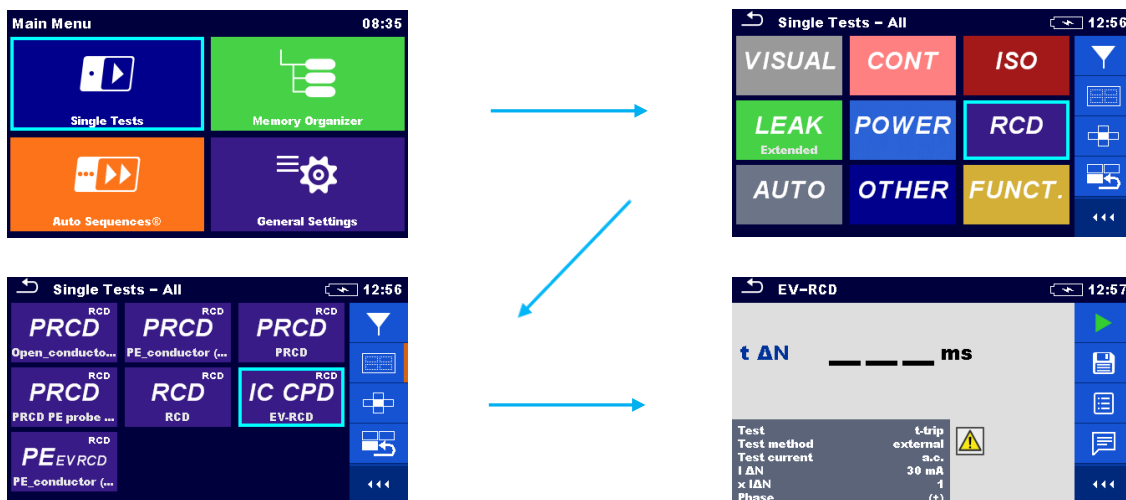 Main Menu 08:35
Single Tests
Memory Organizer
Auto Sequences®
General Settings
Single Tests – All 12:56
VISUAL CONT ISO
LEAK POWER RCD
Extended
AUTO OTHER FUNCT.
Single Tests – All 12:56
RCD RCD RCD
PRCD PRCD PRCD
Open_conducto... PE_conductor (... PRCD
RCD RCD RCD
PRCD RCD IC CPD
PRCD PE probe ... RCD EV-RCD
RCD
PEEVRCD
PE_conductor (...
EV-RCD 12:57
t ΔN _ _ _ ms
Test t-trip
Test method external
Test current a.c.
I ΔN 30 mA
x IΔN 1
Phase (+)